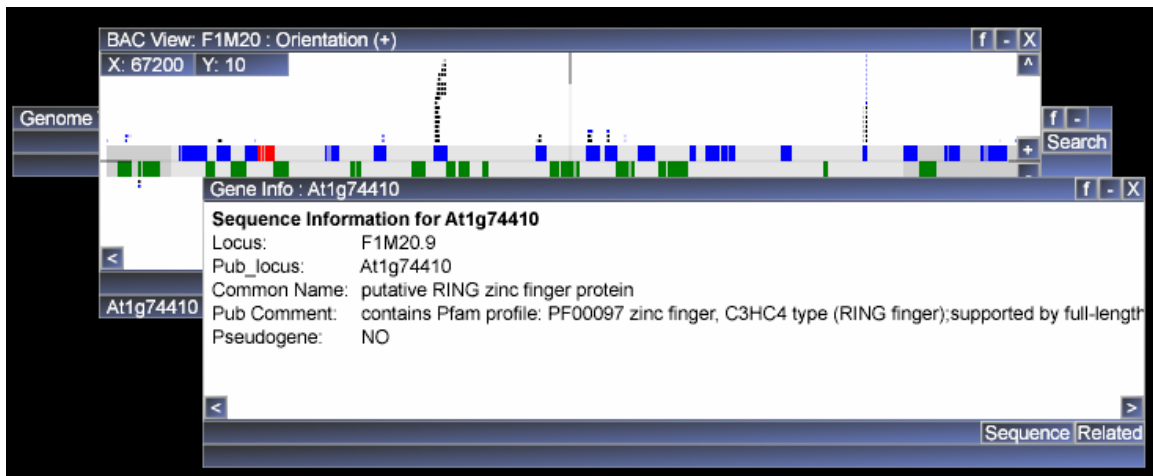 BAC View: F1M20 : Orientation (+)
f - X
X: 67200 Y: 10
^
Genome
f -
Search
+
-
Gene Info : At1g74410
f - X
Sequence Information for At1g74410
Locus: F1M20.9
Pub_locus: At1g74410
Common Name: putative RING zinc finger protein
Pub Comment: contains Pfam profile: PF00097 zinc finger, C3HC4 type (RING finger);supported by full-length
Pseudogene: NO
<
At1g74410
< >
Sequence Related